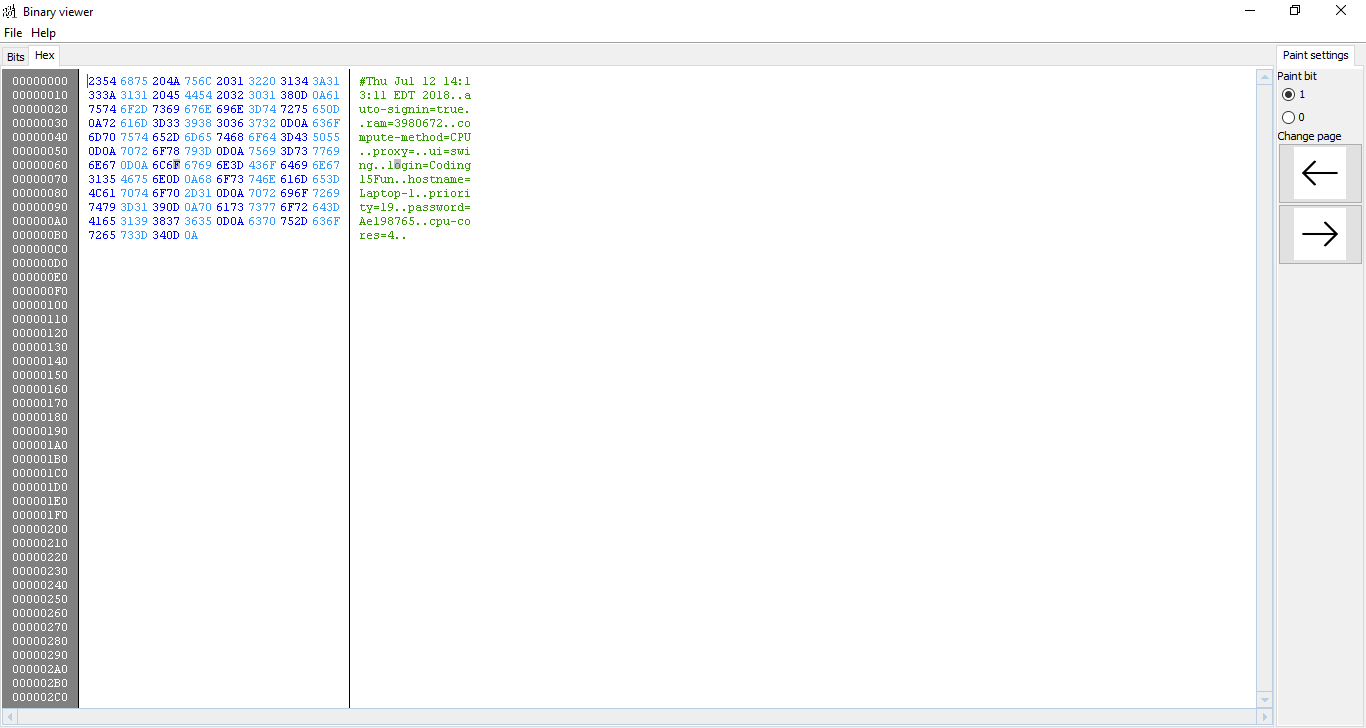 Binary viewer
File Help
Bits Hex Paint settings
Paint bit
1
0
Change page
00000000 2354 6875 204A 756C 2031 3220 3134 3A31 #Thu Jul 12 14:1
00000010 333A 3131 2045 4454 2032 3031 380D 0A61 3:11 EDT 2018..a
00000020 7574 6F2D 7369 676E 696E 3D74 7275 650D uto-signin=true.
00000030 0A72 616D 3D33 3938 3036 3732 0D0A 636F .ram=3980672..co
00000040 6D70 7574 652D 6D65 7468 6F64 3D43 5055 mpute-method=CPU
00000050 0D0A 7072 6F78 793D 0D0A 7569 3D73 7769 ..proxy=..ui=swi
00000060 6E67 0D0A 6C6F 6769 6E3D 436F 6469 6E67 ng..login=Coding
00000070 3135 4675 6E0D 0A68 6F73 746E 616D 653D 15Fun..hostname=
00000080 4C61 7074 6F70 2D31 0D0A 7072 696F 7269 Laptop-1..priori
00000090 7479 3D31 390D 0A70 6173 7377 6F72 643D ty=19..password=
000000A0 4165 3139 3837 3635 0D0A 6370 752D 636F Ae198765..cpu-co
000000B0 7265 733D 340D 0A res=4..
000000C0
000000D0
000000E0
000000F0
00000100
00000110
00000120
00000130
00000140
00000150
00000160
00000170
00000180
00000190
000001A0
000001B0
000001C0
000001D0
000001E0
000001F0
00000200
00000210
00000220
00000230
00000240
00000250
00000260
00000270
00000280
00000290
000002A0
000002B0
000002C0